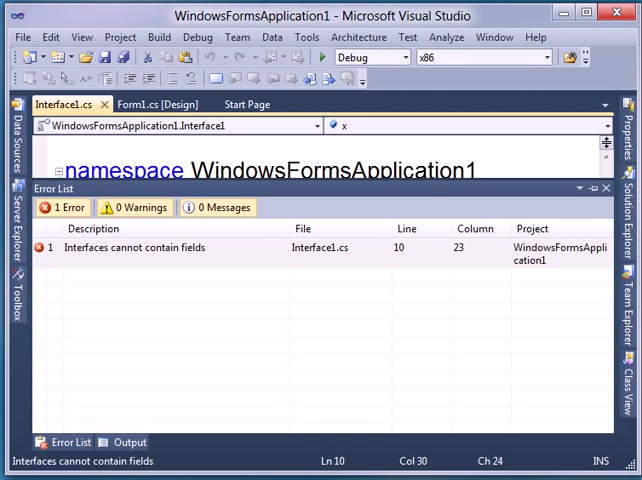 WindowsFormsApplication1 - Microsoft Visual Studio
File Edit View Project Build Debug Team Data Tools Architecture Test Analyze Window Help
Debug x86
Interface1.cs Form1.cs [Design] Start Page
WindowsFormsApplication1.Interface1 x
namespace WindowsFormsApplication1
Error List
1 Error 0 Warnings 0 Messages
Description File Line Column Project
1 Interfaces cannot contain fields Interface1.cs 10 23 WindowsFormsAppli
cation1
Error List Output
Interfaces cannot contain fields Ln 10 Col 30 Ch 24 INS
Data Sources
Server Explorer
Toolbox
Properties
Solution Explorer
Team Explorer
Class View